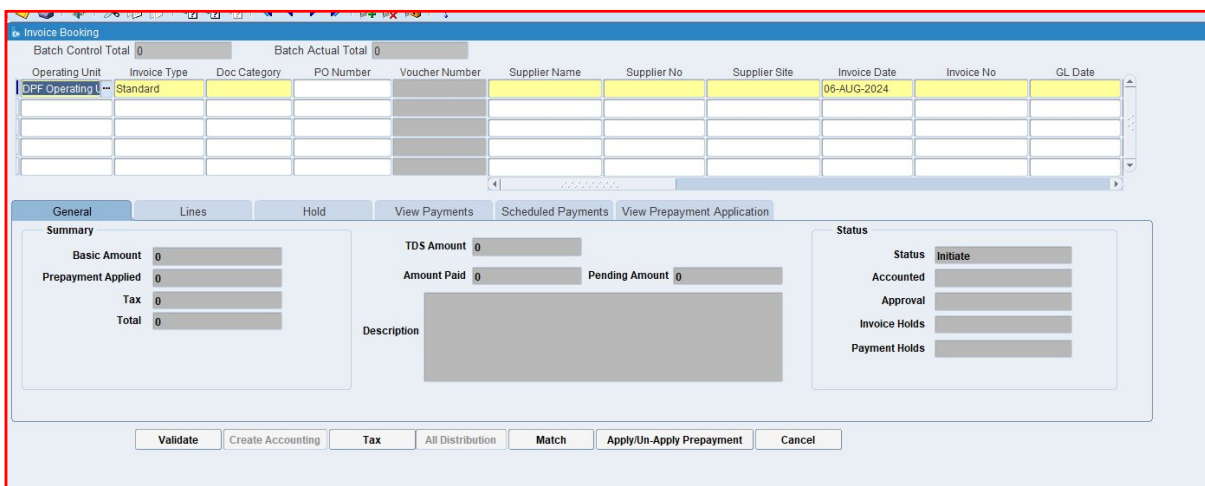 Invoice Booking
Batch Control Total 0 Batch Actual Total 0
Operating Unit Invoice Type Doc Category PO Number Voucher Number Supplier Name Supplier No Supplier Site Invoice Date Invoice No GL Date
DPF Operating U ... Standard 06-AUG-2024
General Lines Hold View Payments Scheduled Payments View Prepayment Application
Summary Status
Basic Amount 0 TDS Amount 0 Status Initiate
Prepayment Applied 0 Amount Paid 0 Pending Amount 0 Accounted
Tax 0 Approval
Total 0 Description Invoice Holds
Payment Holds
Validate Create Accounting Tax All Distribution Match Apply/Un-Apply Prepayment Cancel